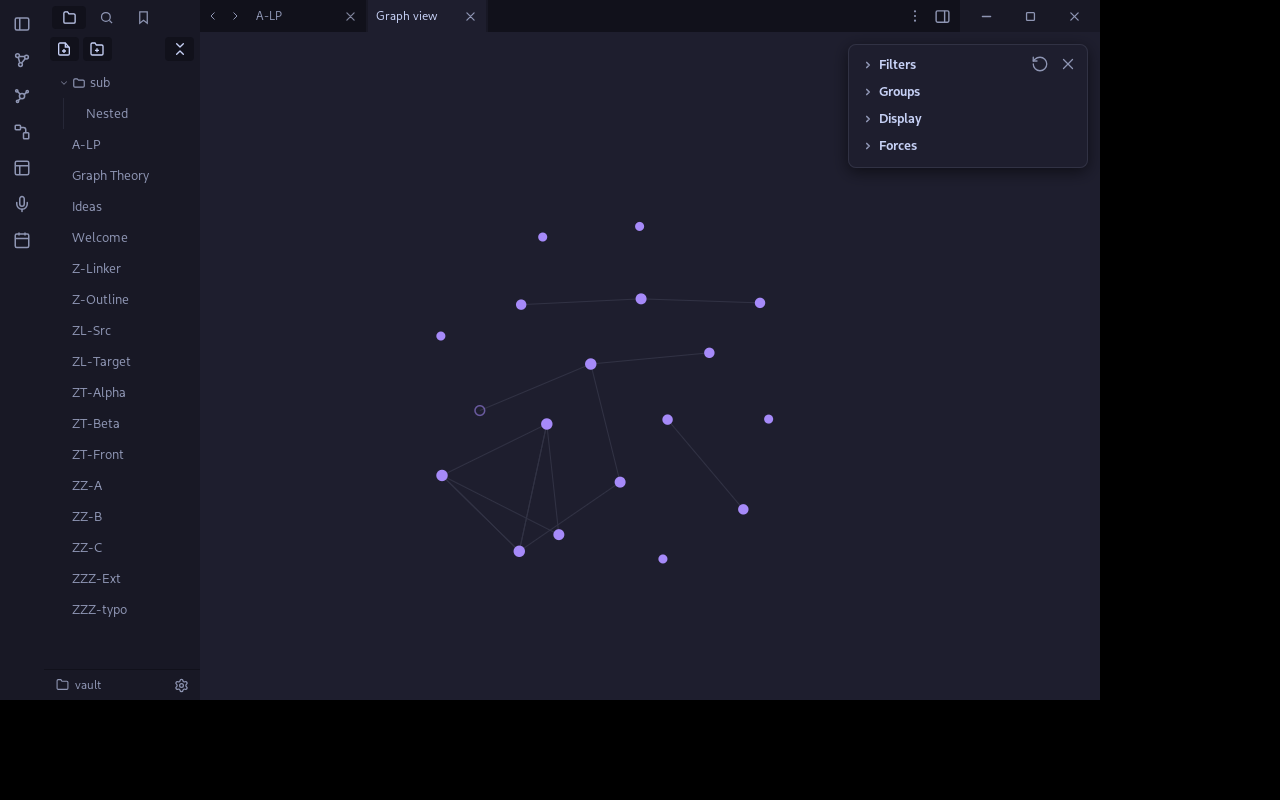 A-LP
Graph view
sub
Nested
A-LP
Graph Theory
Ideas
Welcome
Z-Linker
Z-Outline
ZL-Src
ZL-Target
ZT-Alpha
ZT-Beta
ZT-Front
ZZ-A
ZZ-B
ZZ-C
ZZZ-Ext
ZZZ-typo
vault
Filters
Groups
Display
Forces